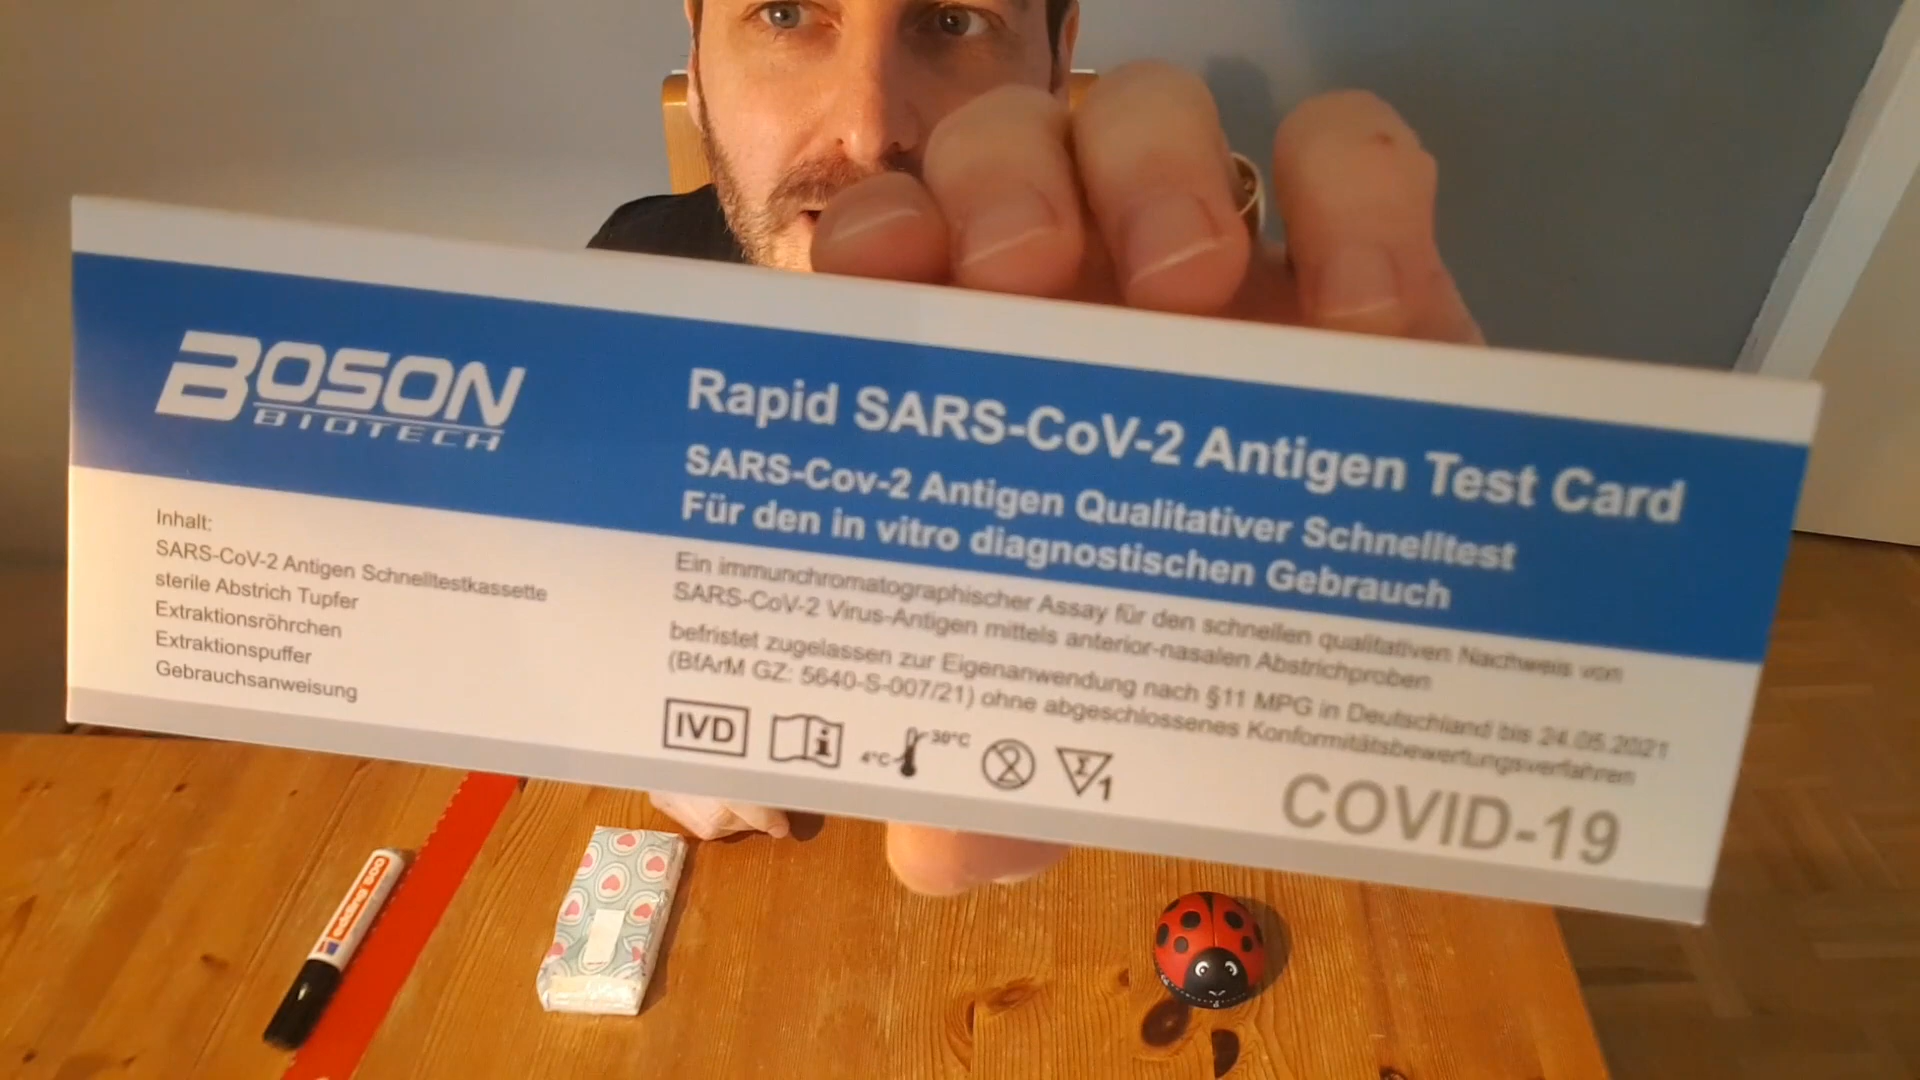 BOSON
BIOTECH
Rapid SARS-CoV-2 Antigen Test Card
SARS-Cov-2 Antigen Qualitativer Schnelltest
Für den in vitro diagnostischen Gebrauch
Inhalt:
SARS-CoV-2 Antigen Schnelltestkassette
sterile Abstrich Tupfer
Extraktionsröhrchen
Extraktionspuffer
Gebrauchsanweisung
Ein immunchromatographischer Assay für den schnellen qualitativen Nachweis von
SARS-CoV-2 Virus-Antigen mittels anterior-nasalen Abstrichproben
befristet zugelassen zur Eigenanwendung nach §11 MPG in Deutschland bis 24.05.2021
(BfArM GZ: 5640-S-007/21) ohne abgeschlossenes Konformitätsbewertungsverfahren
IVD
i
4°C
30°C
2
Σ
1
COVID-19
edding 500